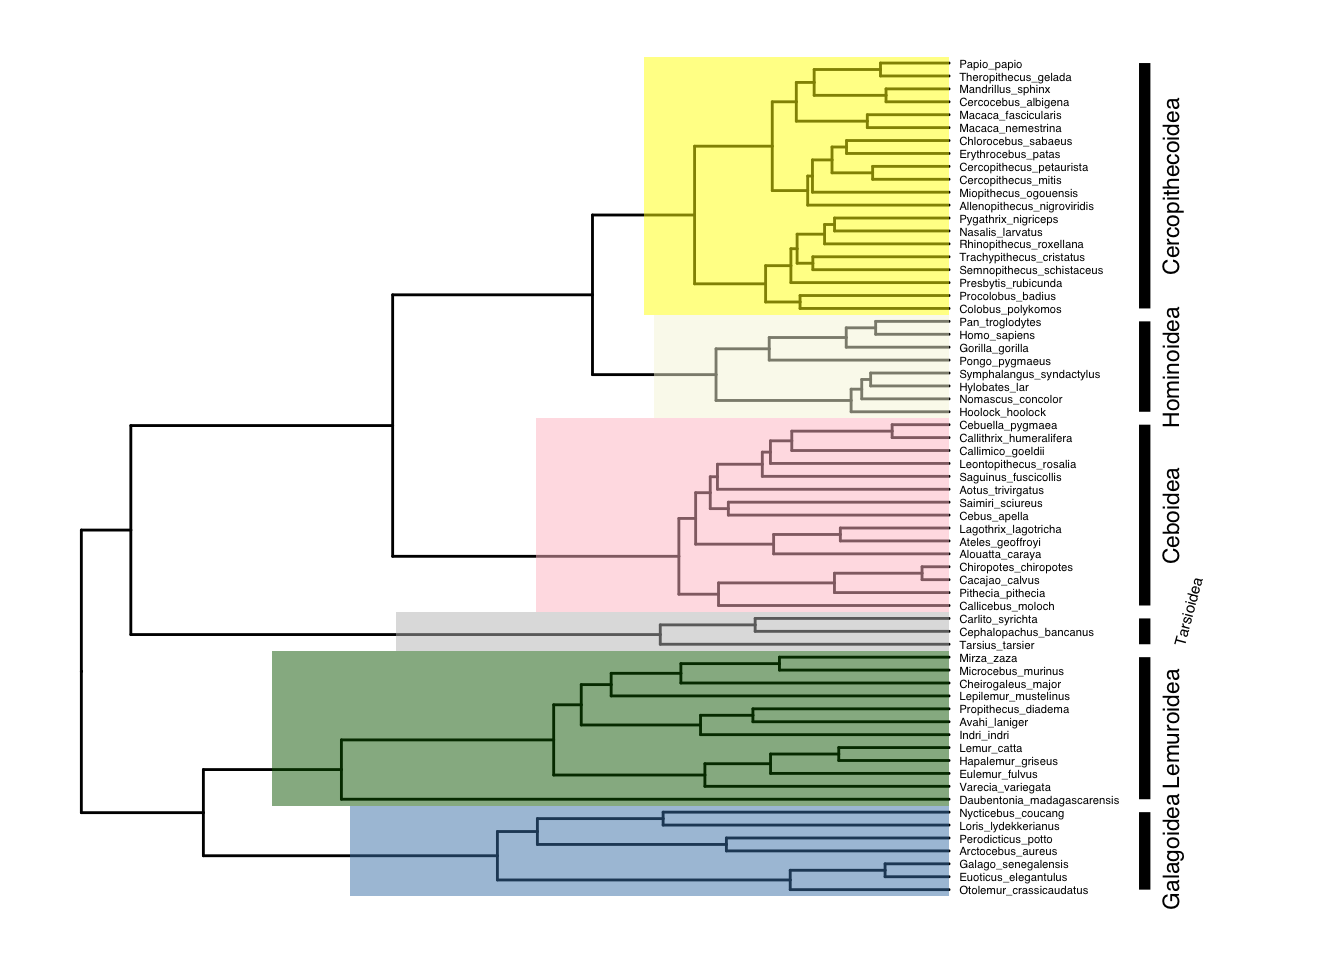 Papio_papio
Theropithecus_gelada
Mandrillus_sphinx
Cercocebus_albigena
Macaca_fascicularis
Macaca_nemestrina
Chlorocebus_sabaeus
Erythrocebus_patas
Cercopithecus_petaurista
Cercopithecus_mitis
Miopithecus_ogouensis
Allenopithecus_nigroviridis
Pygathrix_nigriceps
Nasalis_larvatus
Rhinopithecus_roxellana
Trachypithecus_cristatus
Semnopithecus_schistaceus
Presbytis_rubicunda
Procolobus_badius
Colobus_polykomos
Cercopithecoidea
Pan_troglodytes
Homo_sapiens
Gorilla_gorilla
Pongo_pygmaeus
Symphalangus_syndactylus
Hylobates_lar
Nomascus_concolor
Hoolock_hoolock
Hominoidea
Cebuella_pygmaea
Callithrix_humeralifera
Callimico_goeldii
Leontopithecus_rosalia
Saguinus_fuscicollis
Aotus_trivirgatus
Saimiri_sciureus
Cebus_apella
Lagothrix_lagotricha
Ateles_geoffroyi
Alouatta_caraya
Chiropotes_chiropotes
Cacajao_calvus
Pithecia_pithecia
Callicebus_moloch
Ceboidea
Carlito_syrichta
Cephalopachus_bancanus
Tarsius_tarsier
Tarsioidea
Mirza_zaza
Microcebus_murinus
Cheirogaleus_major
Lepilemur_mustelinus
Propithecus_diadema
Avahi_laniger
Indri_indri
Lemur_catta
Hapalemur_griseus
Eulemur_fulvus
Varecia_variegata
Daubentonia_madagascarensis
Lemuroidea
Nycticebus_coucang
Loris_lydekkerianus
Perodicticus_potto
Arctocebus_aureus
Galago_senegalensis
Euoticus_elegantulus
Otolemur_crassicaudatus
Galagoidea